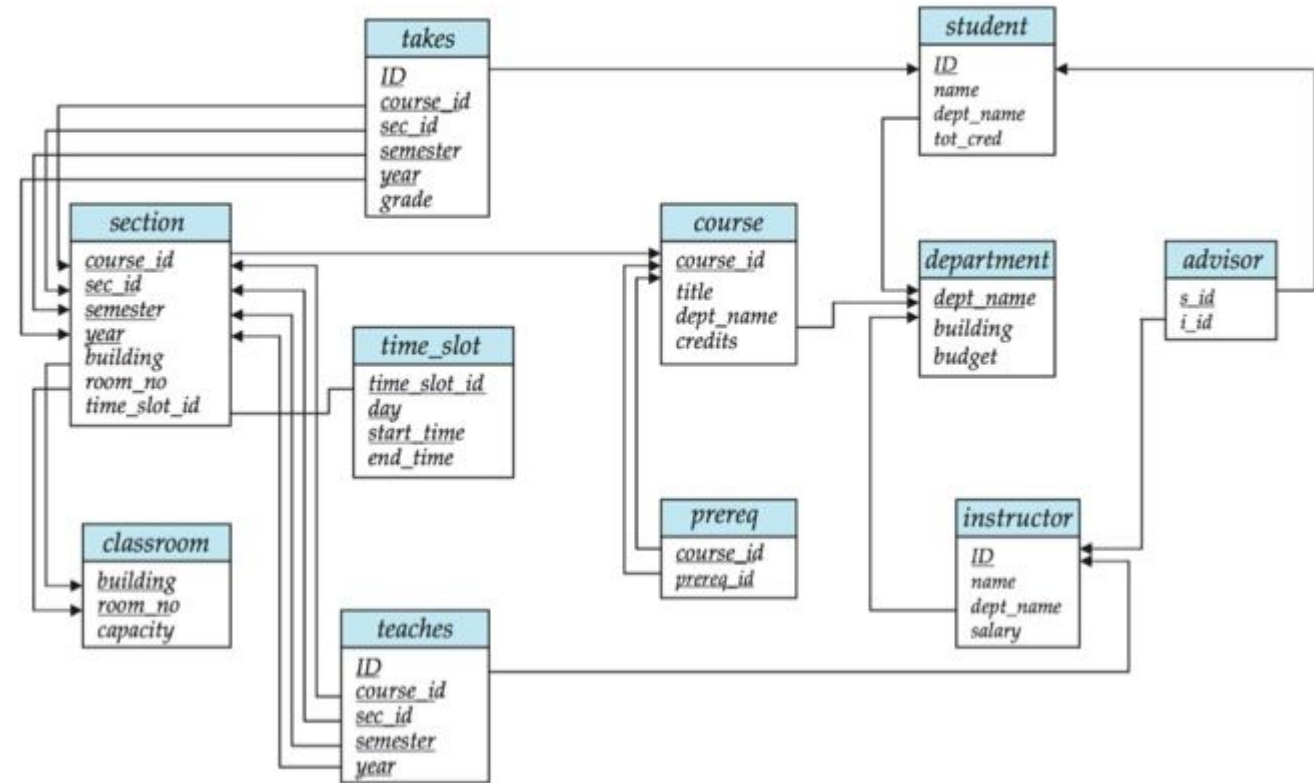 takes
ID
course_id
sec_id
semester
year
grade
student
ID
name
dept_name
tot_cred
section
course_id
sec_id
semester
year
building
room_no
time_slot_id
course
course_id
title
dept_name
credits
department
dept_name
building
budget
advisor
s_id
i_id
time_slot
time_slot_id
day
start_time
end_time
prereq
course_id
prereq_id
instructor
ID
name
dept_name
salary
classroom
building
room_no
capacity
teaches
ID
course_id
sec_id
semester
year